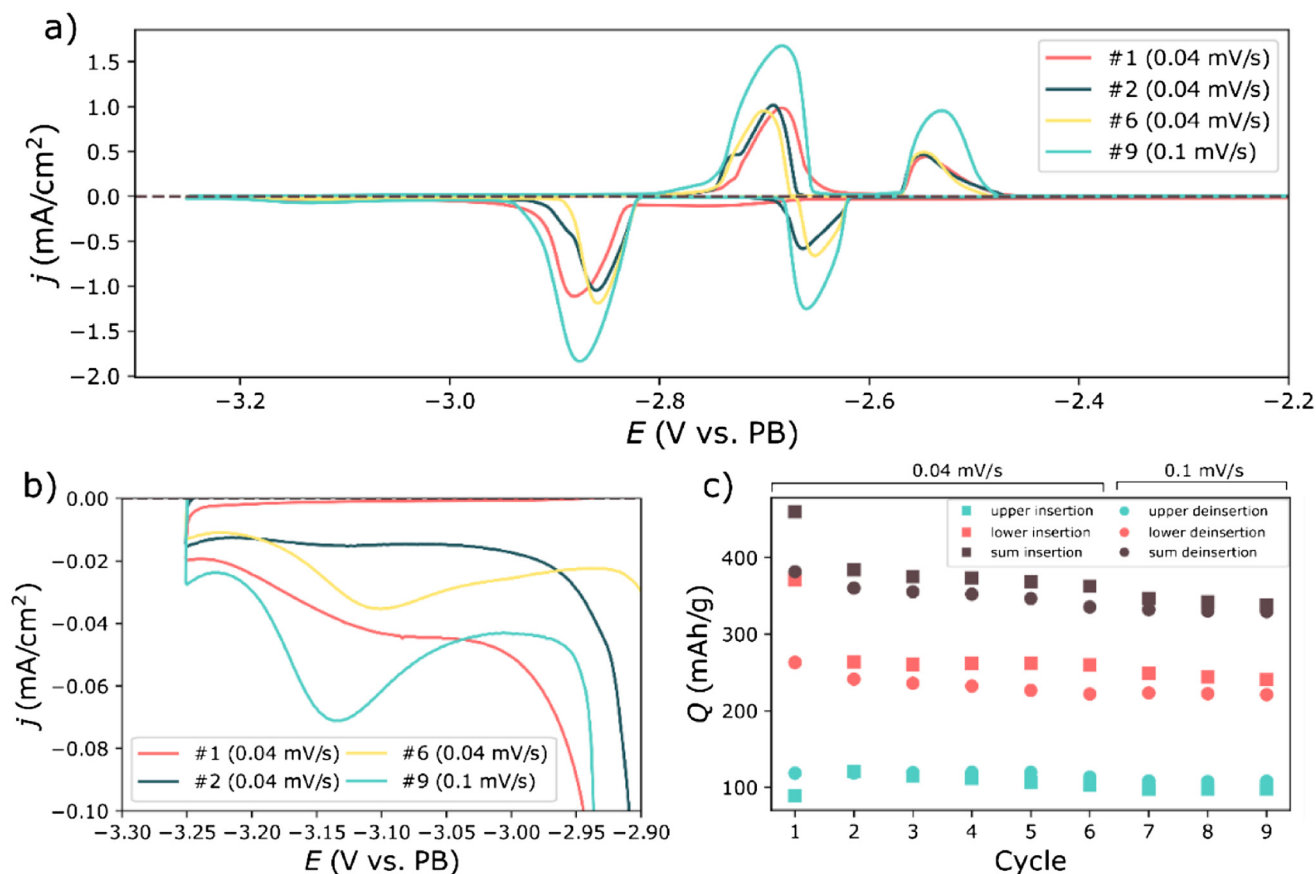 a)
1.5
1.0
0.5
0.0
−0.5
−1.0
−1.5
−2.0
j (mA/cm²)
#1 (0.04 mV/s)
#2 (0.04 mV/s)
#6 (0.04 mV/s)
#9 (0.1 mV/s)
−3.2 −3.0 −2.8 −2.6 −2.4 −2.2
E (V vs. PB)
b)
0.00
−0.02
−0.04
−0.06
−0.08
−0.10
j (mA/cm²)
#1 (0.04 mV/s) #6 (0.04 mV/s)
#2 (0.04 mV/s) #9 (0.1 mV/s)
−3.30 −3.25 −3.20 −3.15 −3.10 −3.05 −3.00 −2.95 −2.90
E (V vs. PB)
c)
0.04 mV/s 0.1 mV/s
upper insertion upper deinsertion
lower insertion lower deinsertion
sum insertion sum deinsertion
400
300
200
100
Q (mAh/g)
1 2 3 4 5 6 7 8 9
Cycle